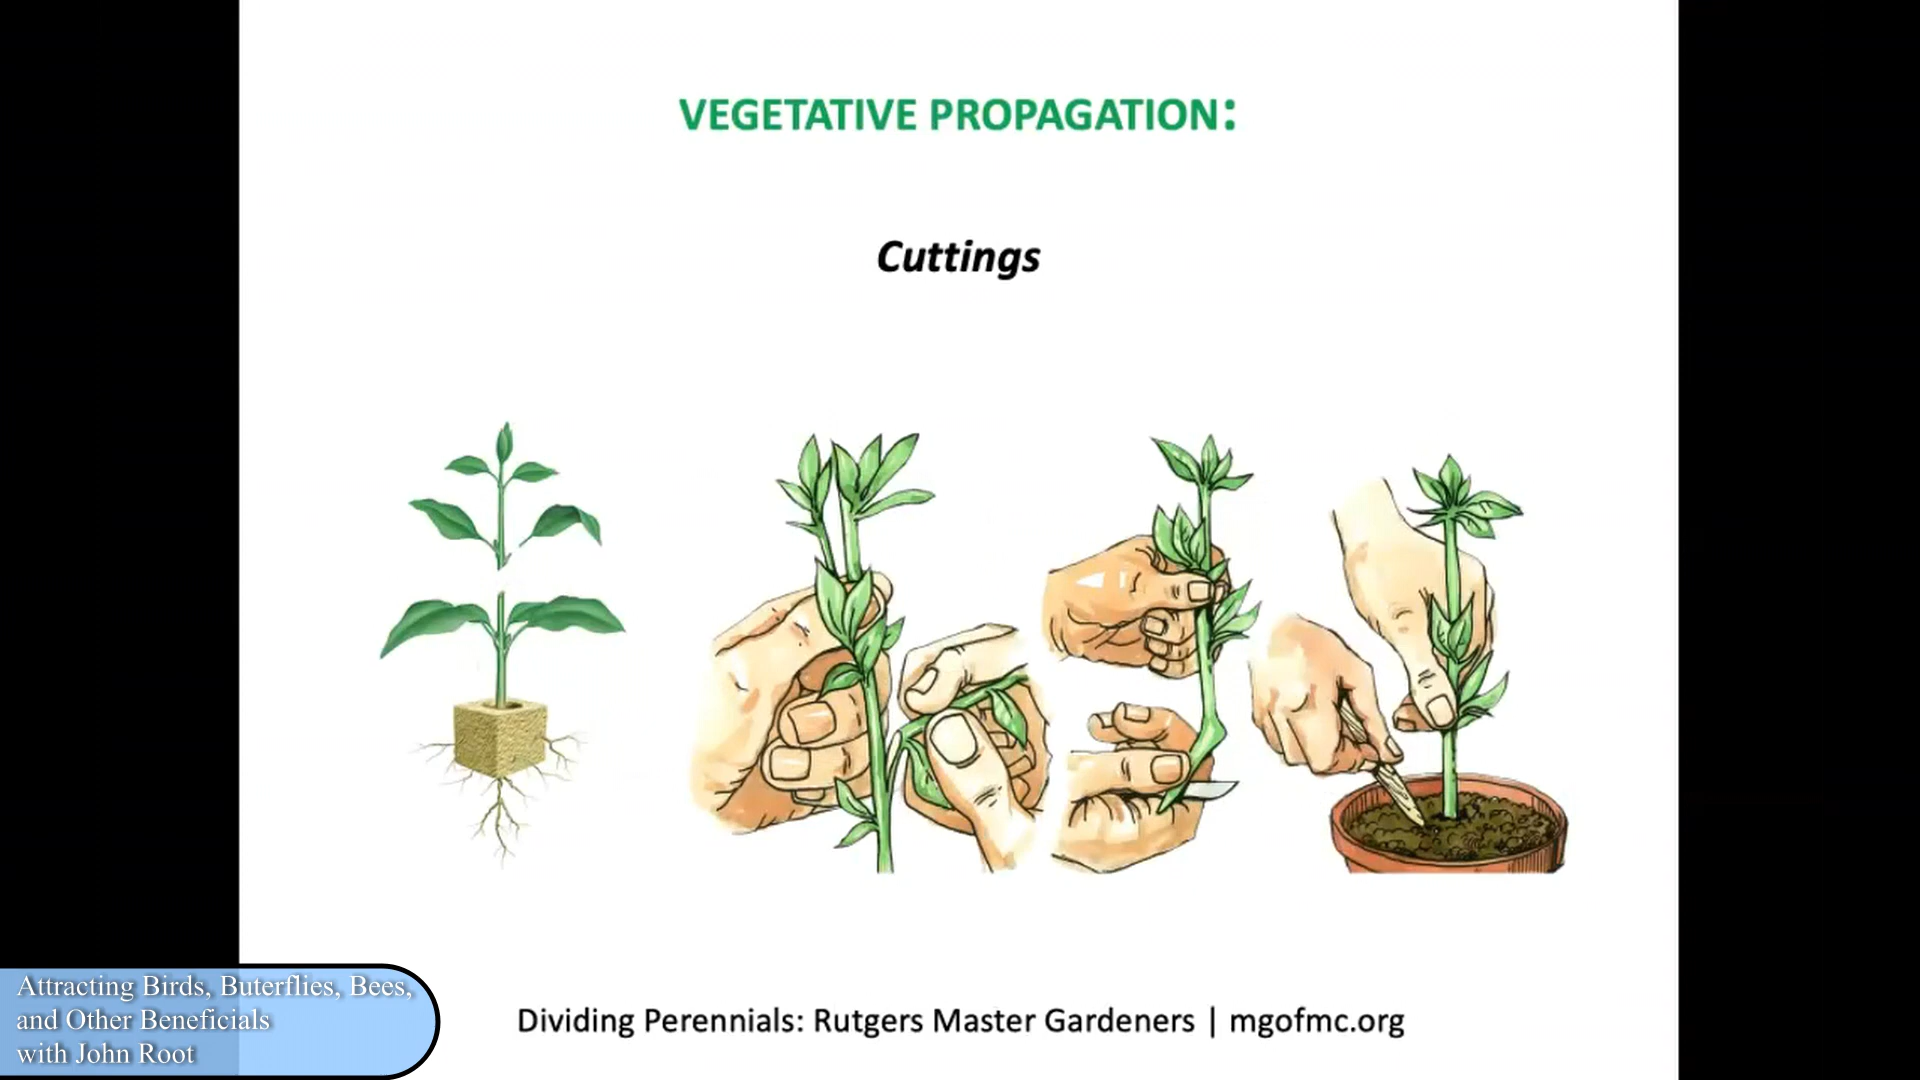 VEGETATIVE PROPAGATION:
Cuttings
Attracting Birds, Buterflies, Bees,
and Other Beneficials
with John Root
Dividing Perennials: Rutgers Master Gardeners | mgofmc.org